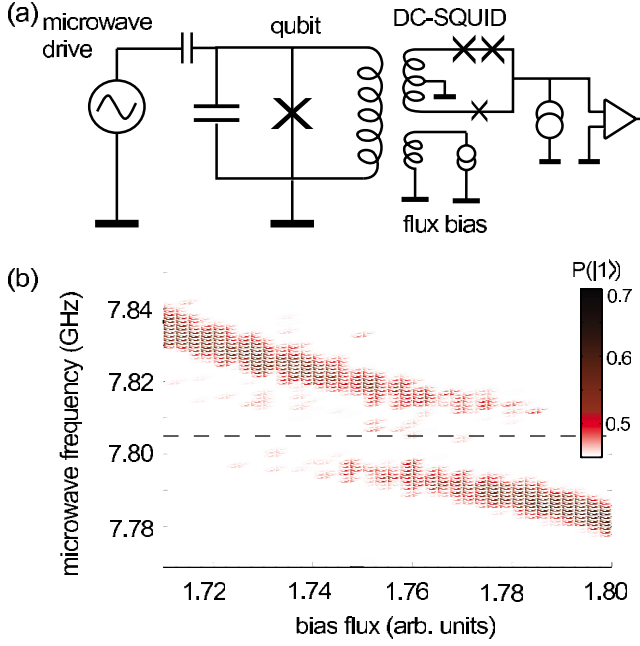 (a)
microwave
drive
qubit
DC-SQUID
flux bias
(b)
P(|1⟩)
0.7
0.6
0.5
microwave frequency (GHz)
7.84
7.82
7.80
7.78
1.72
1.74
1.76
1.78
1.80
bias flux (arb. units)